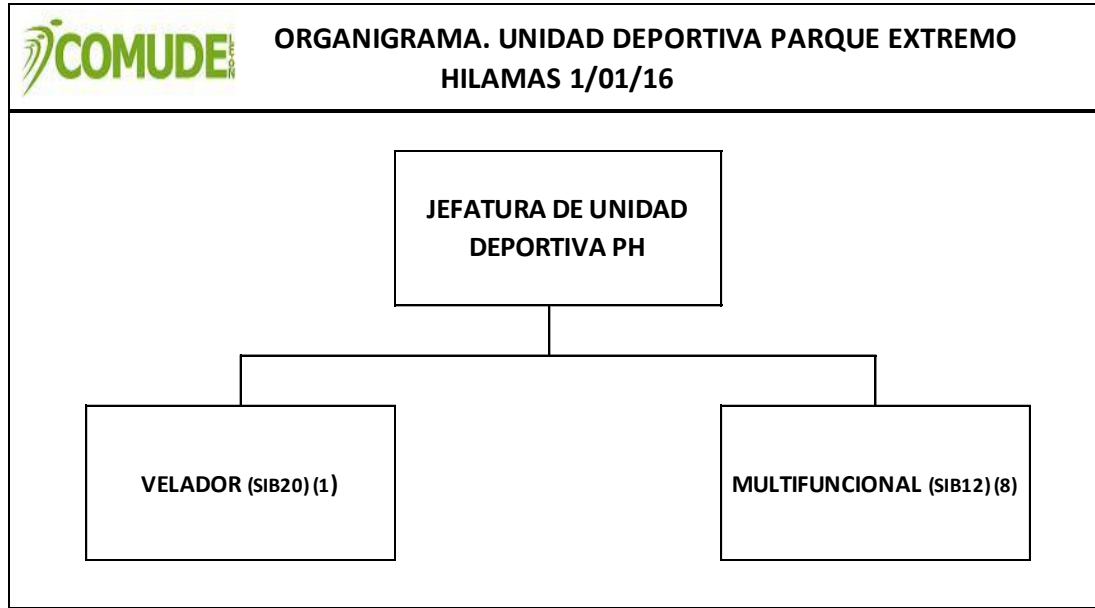 COMUDE
LEON
ORGANIGRAMA. UNIDAD DEPORTIVA PARQUE EXTREMO
HILAMAS 1/01/16
JEFATURA DE UNIDAD
DEPORTIVA PH
VELADOR (SIB20) (1)
MULTIFUNCIONAL (SIB12) (8)